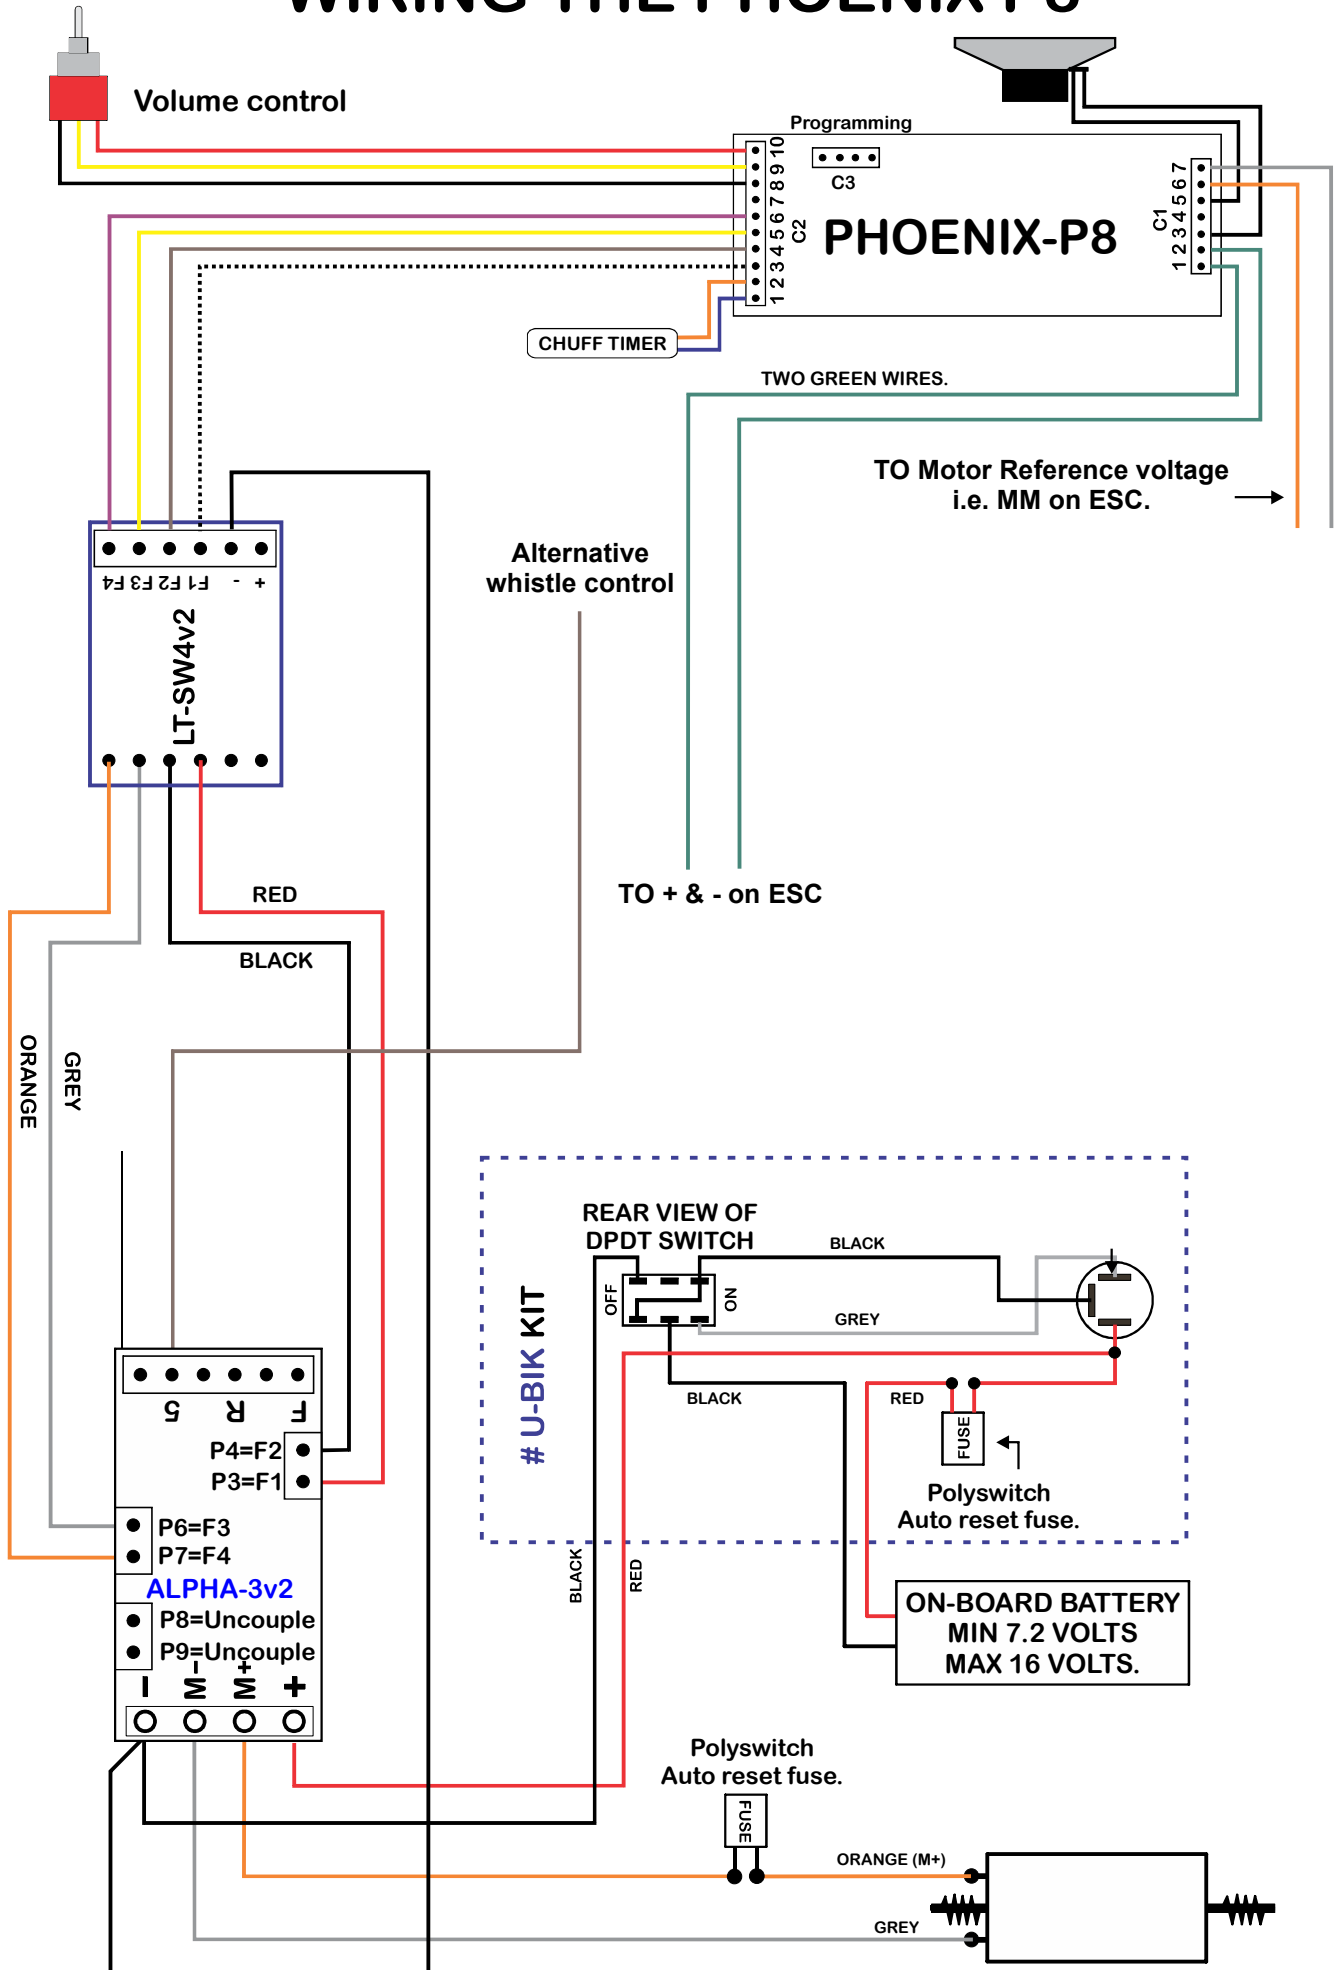 WIRING THE PHOENIX P8
Volume control
Programming
C3
10
9
8
7
6
5
4
3
2
1
C2
PHOENIX-P8
C1
7
6
5
4
3
2
1
CHUFF TIMER
TWO GREEN WIRES.
TO Motor Reference voltage
i.e. MM on ESC.
Alternative
whistle control
F4 F3 F2 F1 - +
LT-SW4v2
TO + & - on ESC
RED
BLACK
ORANGE
GREY
REAR VIEW OF
DPDT SWITCH
OFF
ON
BLACK
GREY
# U-BIK KIT
BLACK
RED
FUSE
Polyswitch
Auto reset fuse.
BLACK
RED
5 R F
P4=F2
P3=F1
P6=F3
P7=F4
ALPHA-3v2
P8=Uncouple
P9=Uncouple
- M- M+ +
ON-BOARD BATTERY
MIN 7.2 VOLTS
MAX 16 VOLTS.
Polyswitch
Auto reset fuse.
FUSE
ORANGE (M+)
GREY